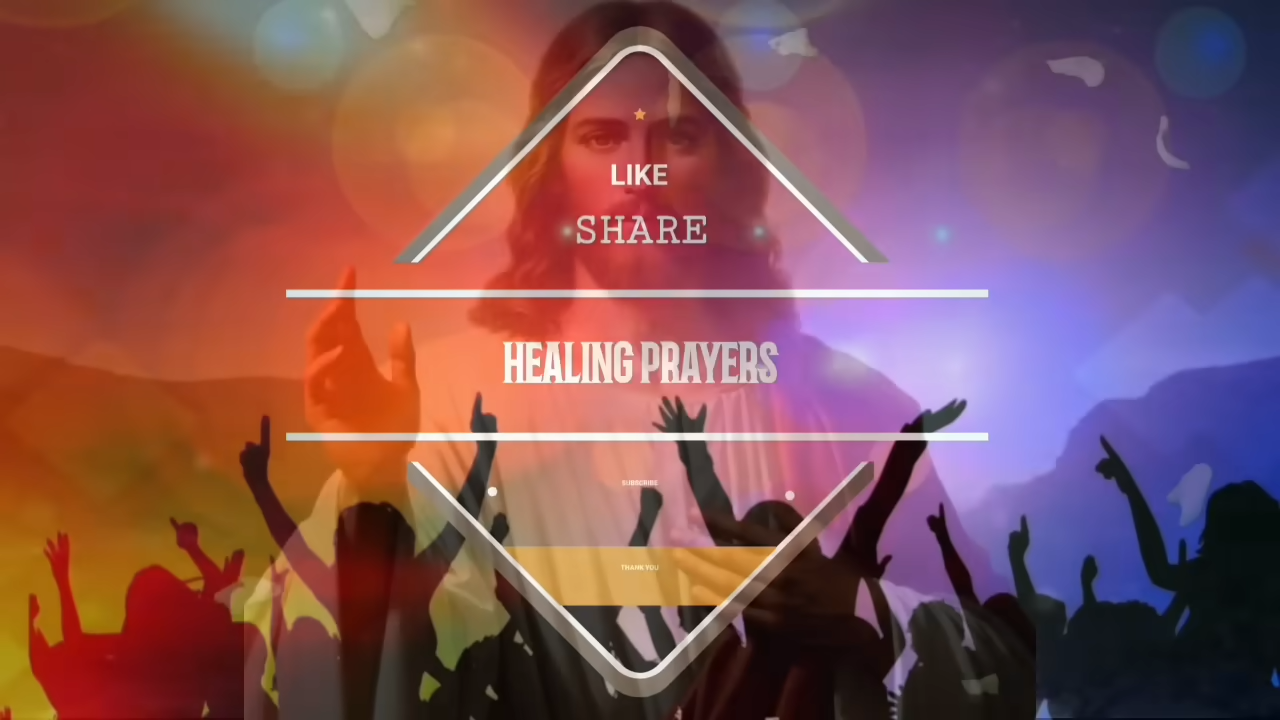 LIKE
SHARE
HEALING PRAYERS
SUBSCRIBE
THANK YOU